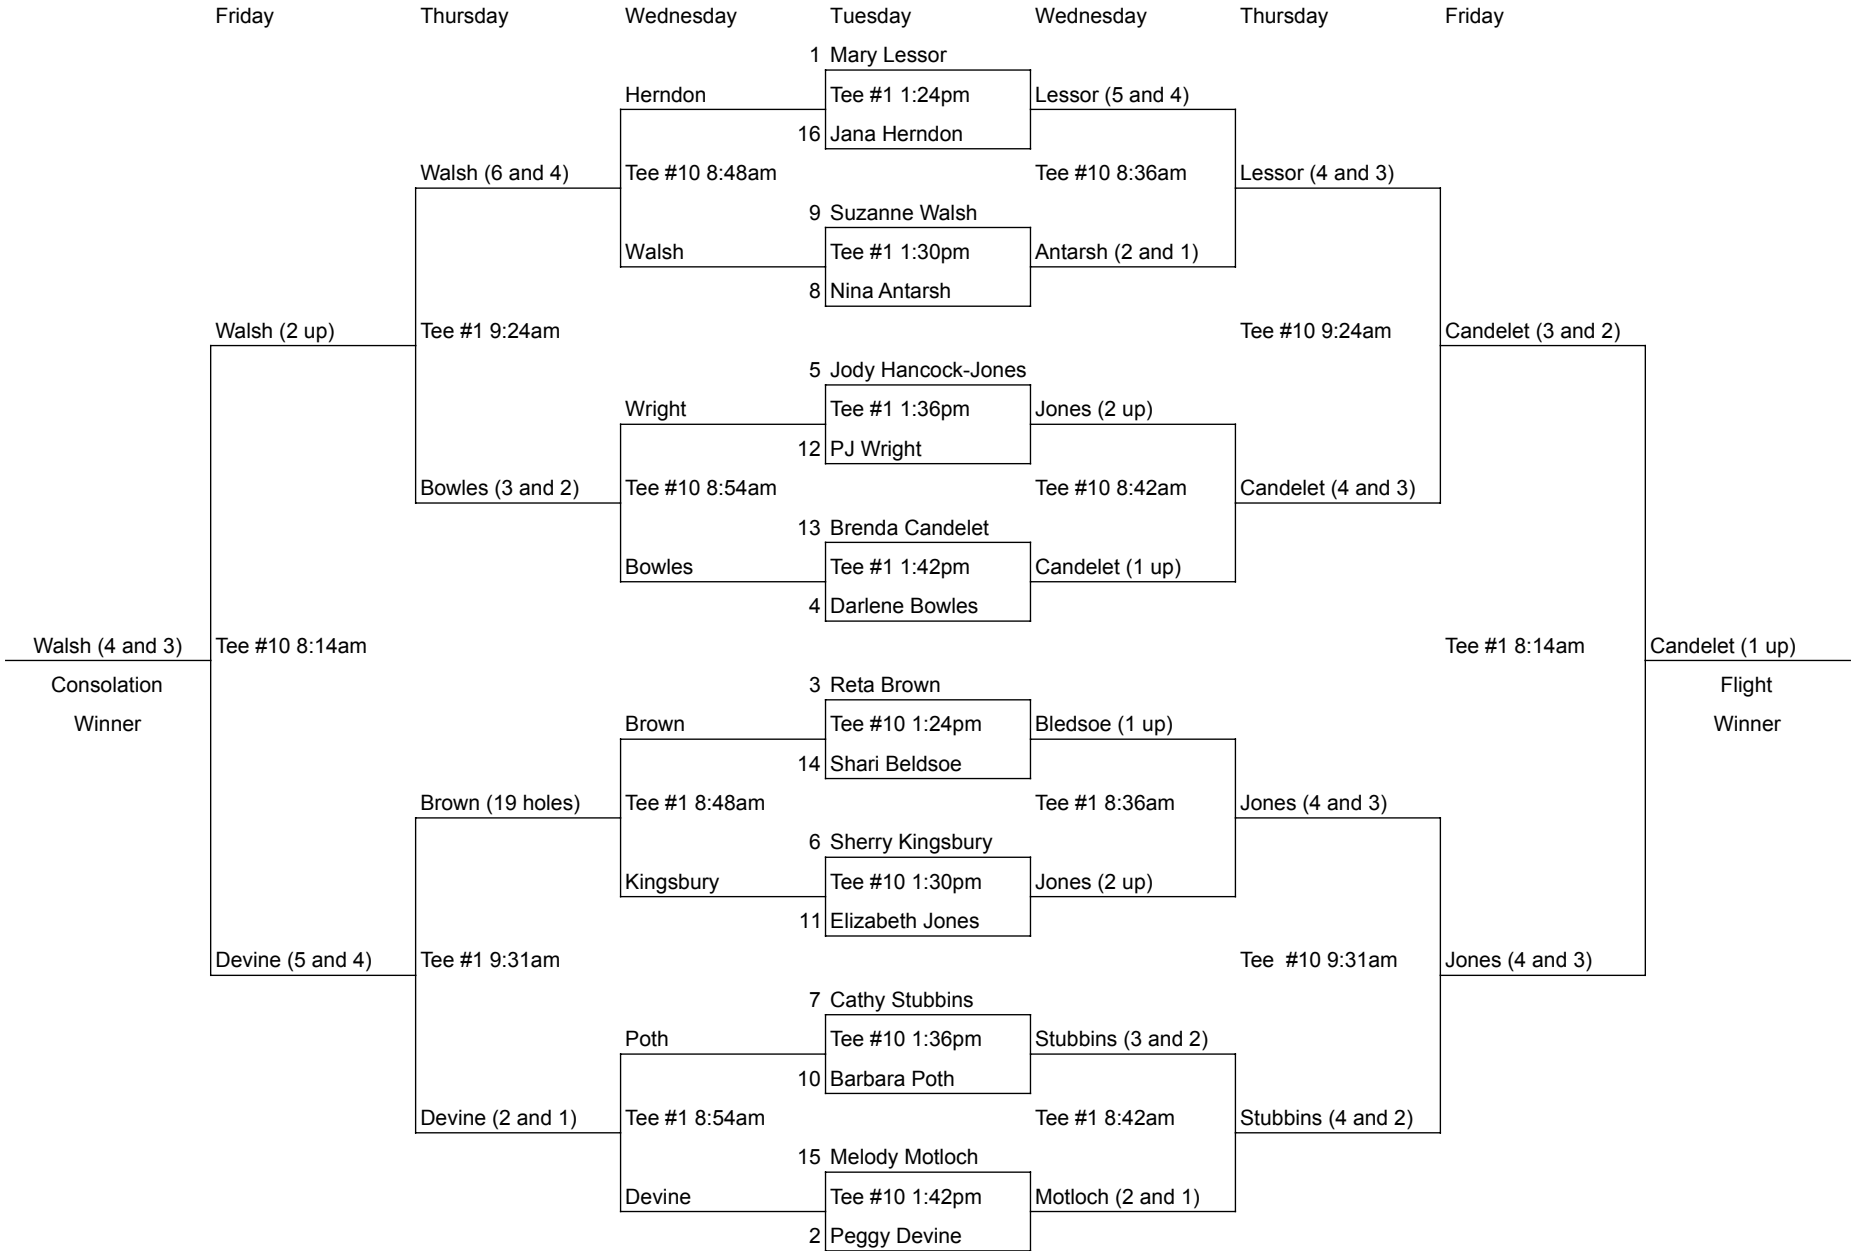 Friday Thursday Wednesday Tuesday Wednesday Thursday Friday
1 Mary Lessor
Herndon Tee #1 1:24pm Lessor (5 and 4)
16 Jana Herndon
Walsh (6 and 4) Tee #10 8:48am Tee #10 8:36am Lessor (4 and 3)
9 Suzanne Walsh
Walsh Tee #1 1:30pm Antarsh (2 and 1)
8 Nina Antarsh
Walsh (2 up) Tee #1 9:24am Tee #10 9:24am Candelet (3 and 2)
5 Jody Hancock-Jones
Wright Tee #1 1:36pm Jones (2 up)
12 PJ Wright
Bowles (3 and 2) Tee #10 8:54am Tee #10 8:42am Candelet (4 and 3)
13 Brenda Candelet
Bowles Tee #1 1:42pm Candelet (1 up)
4 Darlene Bowles
Walsh (4 and 3) Tee #10 8:14am Tee #1 8:14am Candelet (1 up)
Consolation 3 Reta Brown Flight
Winner Brown Tee #10 1:24pm Bledsoe (1 up) Winner
14 Shari Beldsoe
Brown (19 holes) Tee #1 8:48am Tee #1 8:36am Jones (4 and 3)
6 Sherry Kingsbury
Kingsbury Tee #10 1:30pm Jones (2 up)
11 Elizabeth Jones
Devine (5 and 4) Tee #1 9:31am Tee  #10 9:31am Jones (4 and 3)
7 Cathy Stubbins
Poth Tee #10 1:36pm Stubbins (3 and 2)
10 Barbara Poth
Devine (2 and 1) Tee #1 8:54am Tee #1 8:42am Stubbins (4 and 2)
15 Melody Motloch
Devine Tee #10 1:42pm Motloch (2 and 1)
2 Peggy Devine